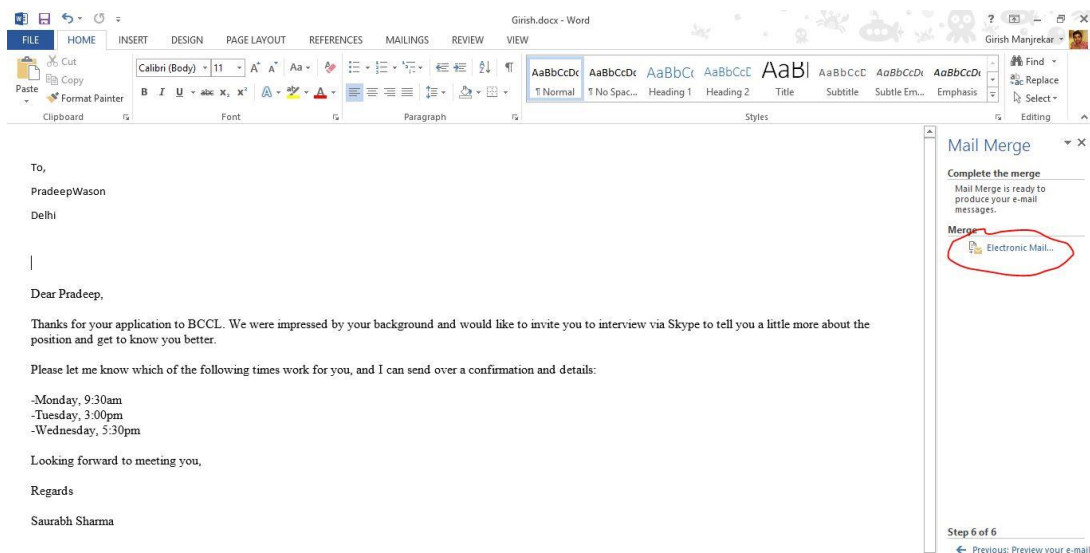 Girish.docx - Word
FILE HOME INSERT DESIGN PAGE LAYOUT REFERENCES MAILINGS REVIEW VIEW Girish Manjrekar
Paste
Cut
Copy
Format Painter
Clipboard
Calibri (Body) 11
Font
Paragraph
AaBbCcDc AaBbCcDc AaBbCc AaBbCcD AaBl AaBbCcD AaBbCcDc AaBbCcDc
¶ Normal ¶ No Spac... Heading 1 Heading 2 Title Subtitle Subtle Em... Emphasis
Styles
Find
Replace
Select
Editing
To,
PradeepWason
Delhi
Dear Pradeep,
Thanks for your application to BCCL. We were impressed by your background and would like to invite you to interview via Skype to tell you a little more about the
position and get to know you better.
Please let me know which of the following times work for you, and I can send over a confirmation and details:
-Monday, 9:30am
-Tuesday, 3:00pm
-Wednesday, 5:30pm
Looking forward to meeting you,
Regards
Saurabh Sharma
Mail Merge
Complete the merge
Mail Merge is ready to
produce your e-mail
messages.
Merge
Electronic Mail...
Step 6 of 6
Previous: Preview your e-mail